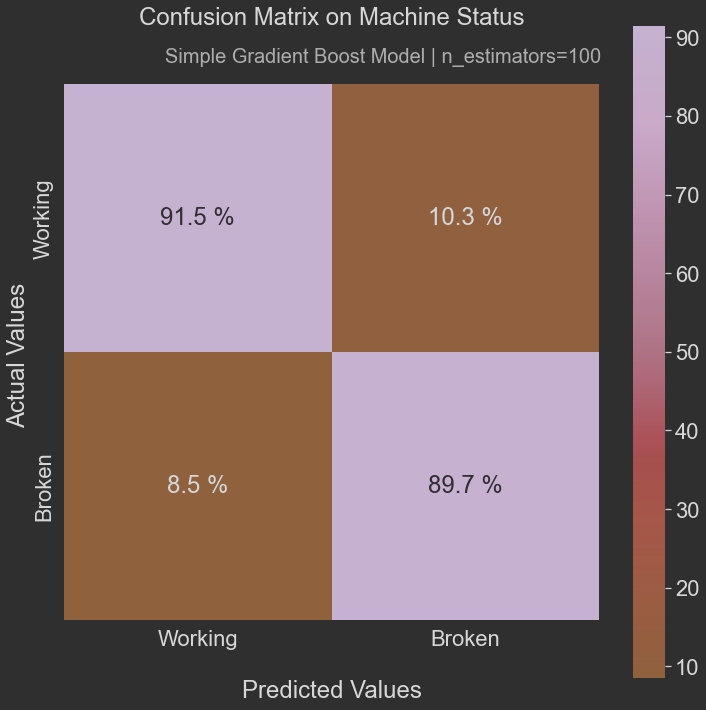 Confusion Matrix on Machine Status
Simple Gradient Boost Model | n_estimators=100
Actual Values
Working
91.5 %
10.3 %
Broken
8.5 %
89.7 %
Working
Broken
Predicted Values
90
80
70
60
50
40
30
20
10